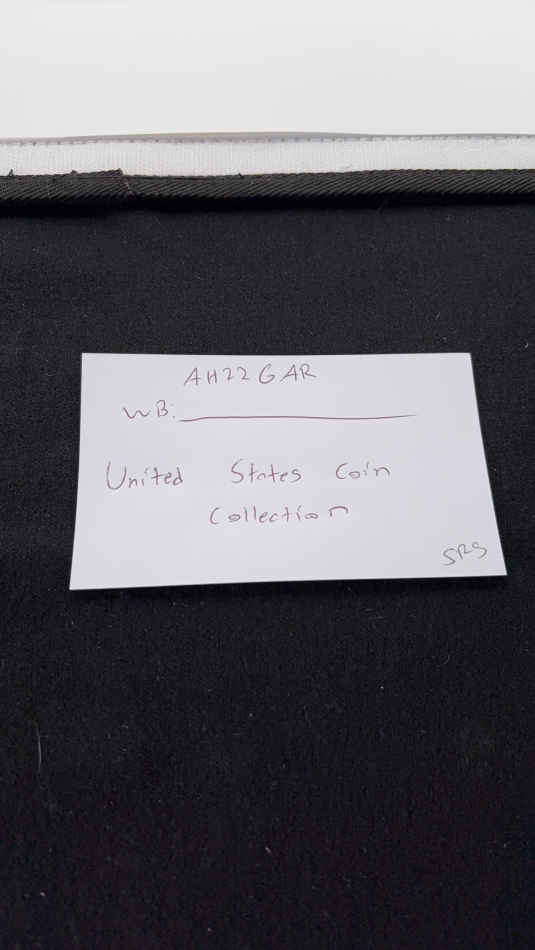 AH22GAR
WB:
United States Coin
Collection
SRS